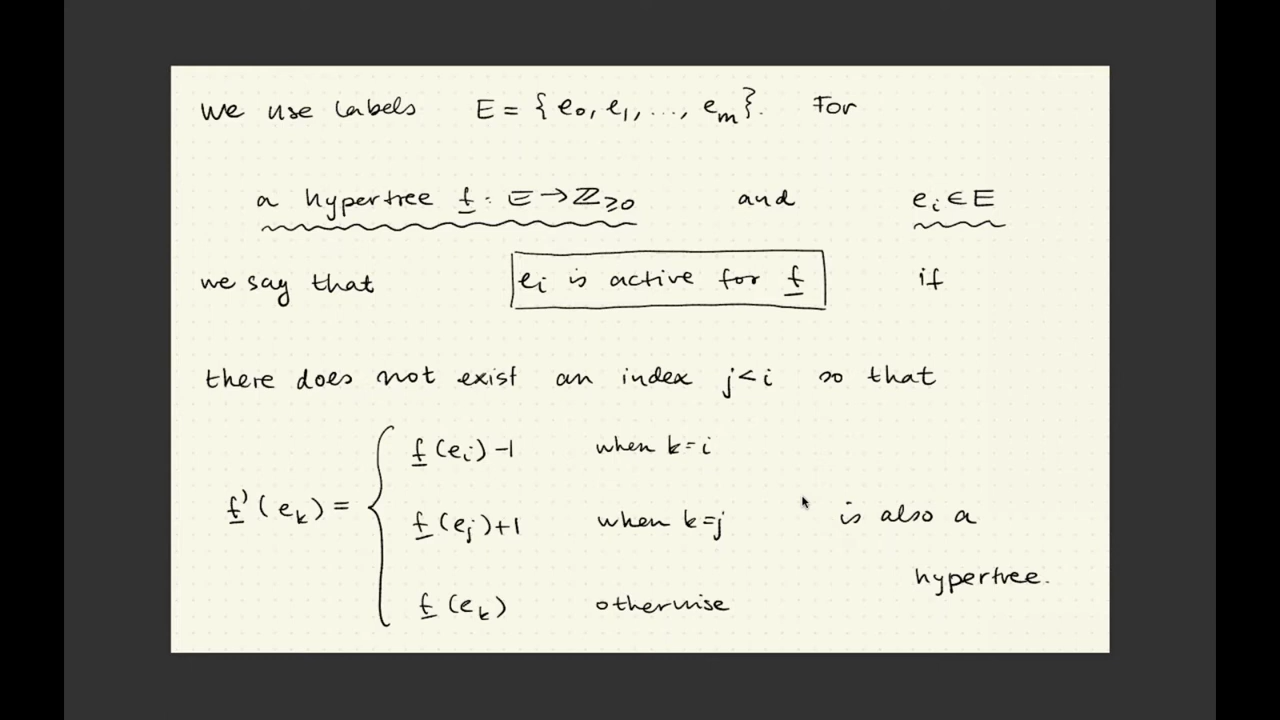 we use labels E = {e₀, e₁, ..., eₘ}. For
a hypertree f : E → ℤ≥0 and eᵢ ∈ E
we say that eᵢ is active for f if
there does not exist an index j < i so that
f(eᵢ) - 1 when k = i
f'(eₖ) = { f(eⱼ) + 1 when k = j is also a
hypertree.
f(eₖ) otherwise